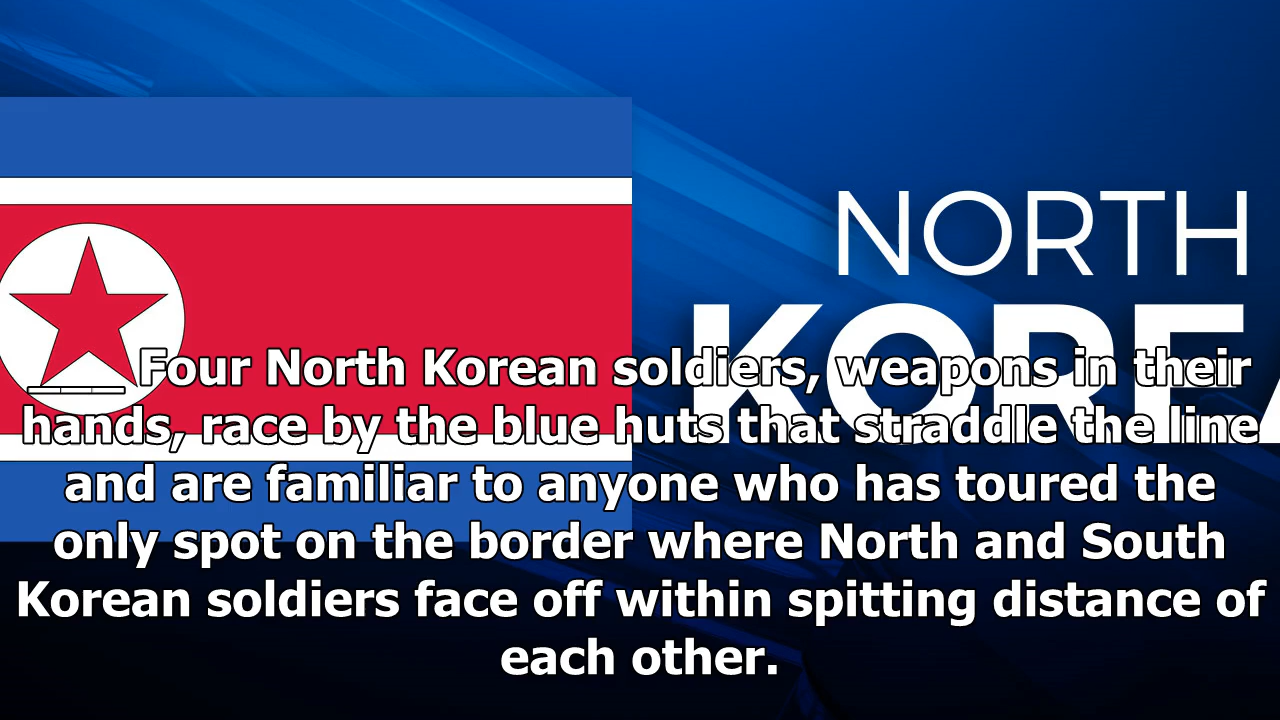 NORTH
KOREA
__ Four North Korean soldiers, weapons in their
hands, race by the blue huts that straddle the line
and are familiar to anyone who has toured the
only spot on the border where North and South
Korean soldiers face off within spitting distance of
each other.